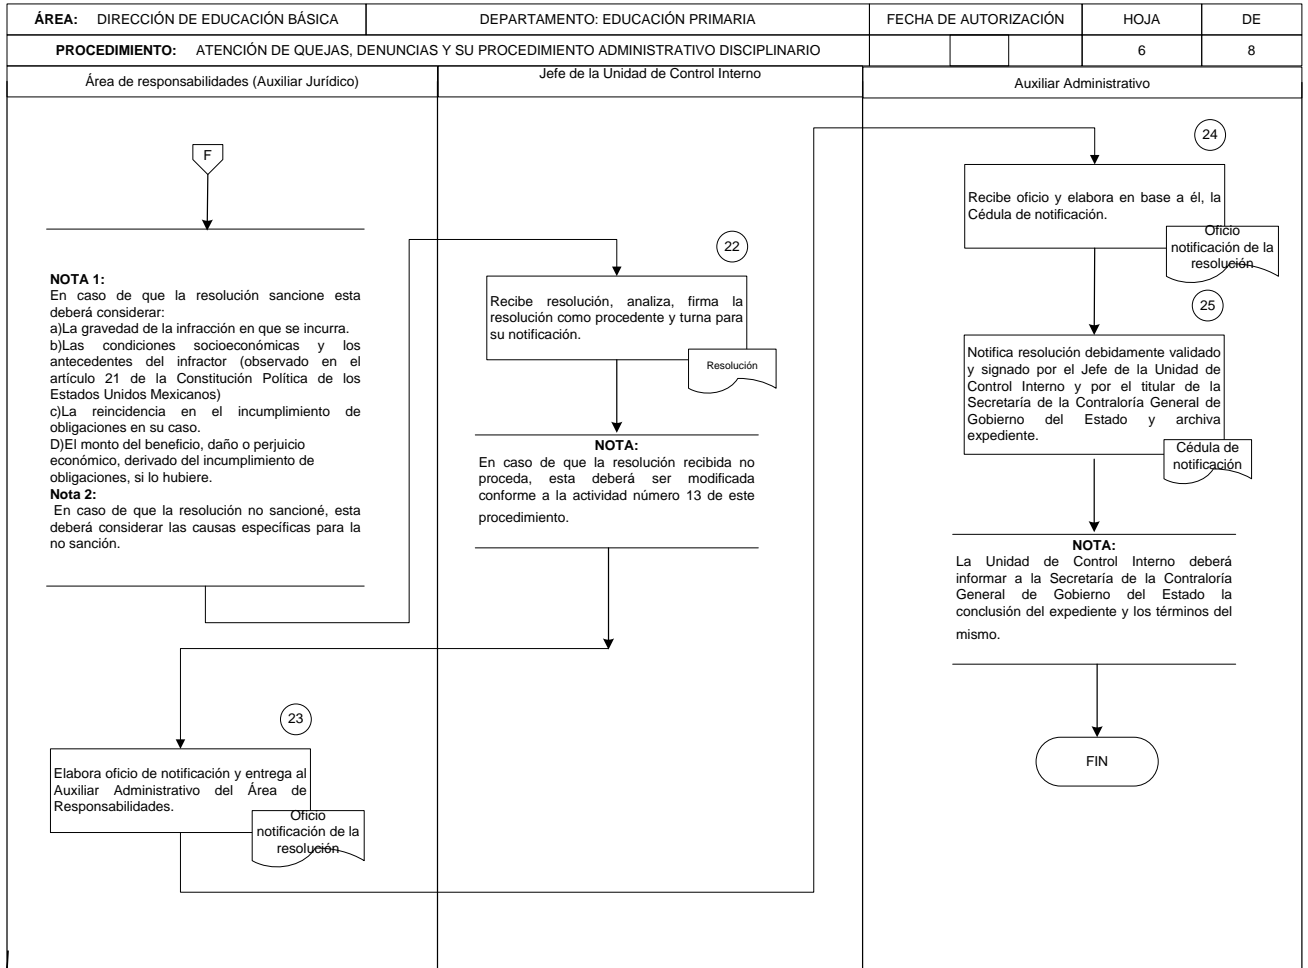 ÁREA: DIRECCIÓN DE EDUCACIÓN BÁSICA
DEPARTAMENTO: EDUCACIÓN PRIMARIA
FECHA DE AUTORIZACIÓN
HOJA
DE
PROCEDIMIENTO: ATENCIÓN DE QUEJAS, DENUNCIAS Y SU PROCEDIMIENTO ADMINISTRATIVO DISCIPLINARIO
6
8
Área de responsabilidades (Auxiliar Jurídico)
Jefe de la Unidad de Control Interno
Auxiliar Administrativo
F
NOTA 1:
En caso de que la resolución sancione esta
deberá considerar:
a)La gravedad de la infracción en que se incurra.
b)Las condiciones socioeconómicas y los
antecedentes del infractor (observado en el
artículo 21 de la Constitución Política de los
Estados Unidos Mexicanos)
c)La reincidencia en el incumplimiento de
obligaciones en su caso.
D)El monto del beneficio, daño o perjuicio
económico, derivado del incumplimiento de
obligaciones, si lo hubiere.
Nota 2:
En caso de que la resolución no sancioné, esta
deberá considerar las causas específicas para la
no sanción.
22
Recibe resolución, analiza, firma la
resolución como procedente y turna para
su notificación.
Resolución
NOTA:
En caso de que la resolución recibida no
proceda, esta deberá ser modificada
conforme a la actividad número 13 de este
procedimiento.
23
Elabora oficio de notificación y entrega al
Auxiliar Administrativo del Área de
Responsabilidades.
Oficio
notificación de la
resolución
24
Recibe oficio y elabora en base a él, la
Cédula de notificación.
Oficio
notificación de la
resolución
25
Notifica resolución debidamente validado
y signado por el Jefe de la Unidad de
Control Interno y por el titular de la
Secretaría de la Contraloría General de
Gobierno del Estado y archiva
expediente.
Cédula de
notificación
NOTA:
La Unidad de Control Interno deberá
informar a la Secretaría de la Contraloría
General de Gobierno del Estado la
conclusión del expediente y los términos del
mismo.
FIN